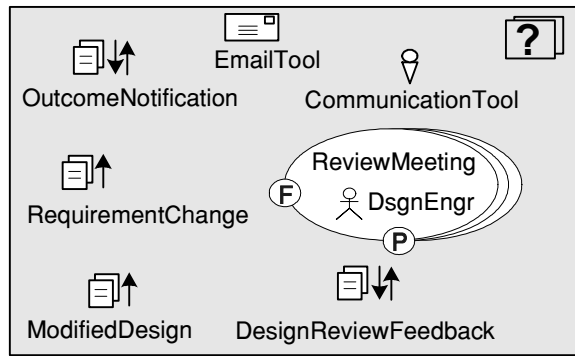 ?
EmailTool
OutcomeNotification
CommunicationTool
ReviewMeeting
F
DsgnEngr
RequirementChange
P
ModifiedDesign
DesignReviewFeedback